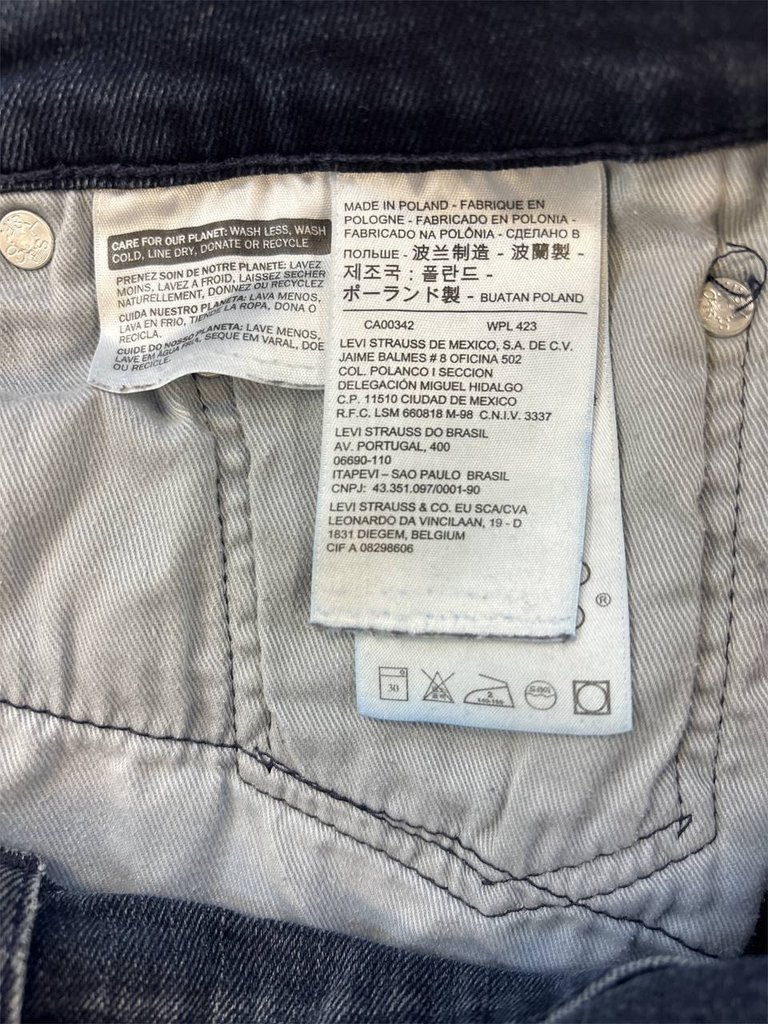 CARE FOR OUR PLANET: WASH LESS, WASH
COLD, LINE DRY, DONATE OR RECYCLE
PRENEZ SOIN DE NOTRE PLANETE: LAVEZ
MOINS, LAVEZ A FROID, LAISSEZ SECHER
NATURELLEMENT, DONNEZ OU RECYCLEZ
CUIDA NUESTRO PLANETA: LAVA MENOS,
LAVA EN FRIO, TIENDE LA ROPA, DONA O
RECICLA.
CUIDE DO NOSSO PLANETA: LAVE MENOS,
LAVE EM ÁGUA FRIA, SEQUE EM VARAL, DOE
OU RECICLE.
MADE IN POLAND - FABRIQUE EN
POLOGNE - FABRICADO EN POLONIA -
FABRICADO NA POLÔNIA - СДЕЛАНО В
ПОЛЬШЕ - 波兰制造 - 波蘭製 -
제조국 : 폴란드 -
ポーランド製 - BUATAN POLAND
CA00342 WPL 423
LEVI STRAUSS DE MEXICO, S.A. DE C.V.
JAIME BALMES # 8 OFICINA 502
COL. POLANCO I SECCION
DELEGACIÓN MIGUEL HIDALGO
C.P. 11510 CIUDAD DE MEXICO
R.F.C. LSM 660818 M-98 C.N.I.V. 3337
LEVI STRAUSS DO BRASIL
AV. PORTUGAL, 400
06690-110
ITAPEVI – SAO PAULO BRASIL
CNPJ: 43.351.097/0001-90
LEVI STRAUSS & CO. EU SCA/CVA
LEONARDO DA VINCILAAN, 19 - D
1831 DIEGEM, BELGIUM
CIF A 08298606
®
30